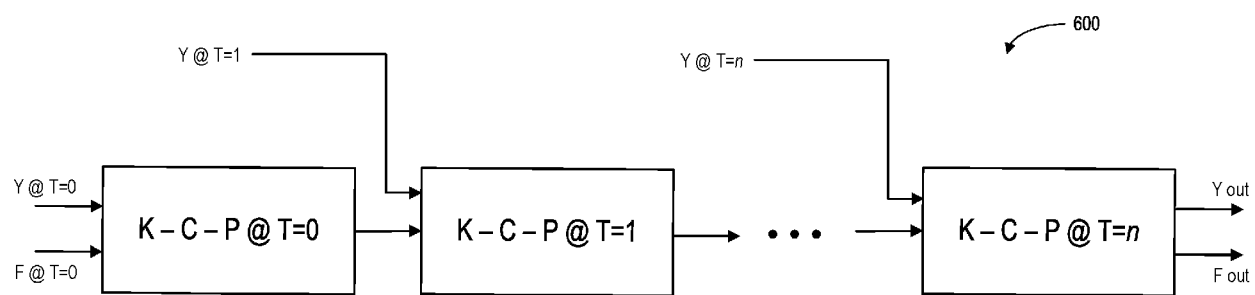 600
Y @ T=1
Y @ T=n
Y @ T=0
F @ T=0
K – C – P @ T=0
K – C – P @ T=1
K – C – P @ T=n
Y out
F out